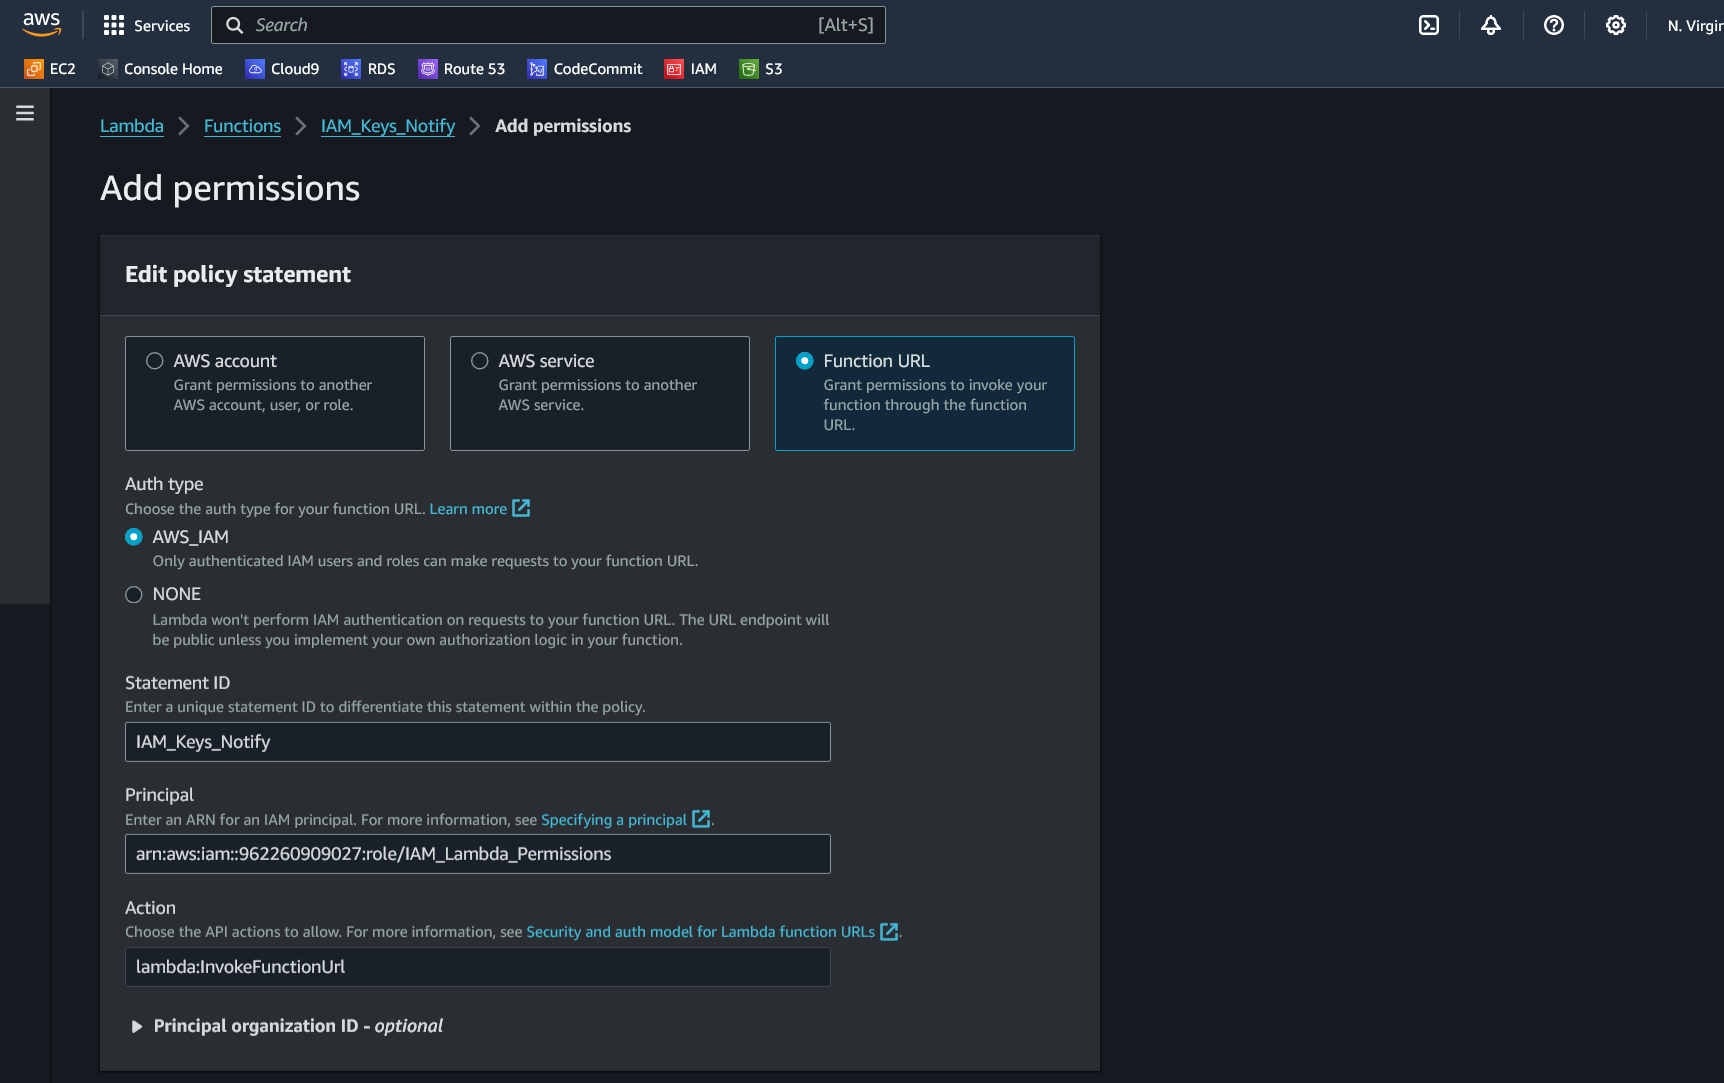 aws
Services
Search
[Alt+S]
N. Virgin
EC2
Console Home
Cloud9
RDS
Route 53
CodeCommit
IAM
S3
Lambda
Functions
IAM_Keys_Notify
Add permissions
Add permissions
Edit policy statement
AWS account
Grant permissions to another
AWS account, user, or role.
AWS service
Grant permissions to another
AWS service.
Function URL
Grant permissions to invoke your
function through the function
URL.
Auth type
Choose the auth type for your function URL. Learn more
AWS_IAM
Only authenticated IAM users and roles can make requests to your function URL.
NONE
Lambda won't perform IAM authentication on requests to your function URL. The URL endpoint will
be public unless you implement your own authorization logic in your function.
Statement ID
Enter a unique statement ID to differentiate this statement within the policy.
IAM_Keys_Notify
Principal
Enter an ARN for an IAM principal. For more information, see Specifying a principal.
arn:aws:iam::962260909027:role/IAM_Lambda_Permissions
Action
Choose the API actions to allow. For more information, see Security and auth model for Lambda function URLs.
lambda:InvokeFunctionUrl
Principal organization ID - optional